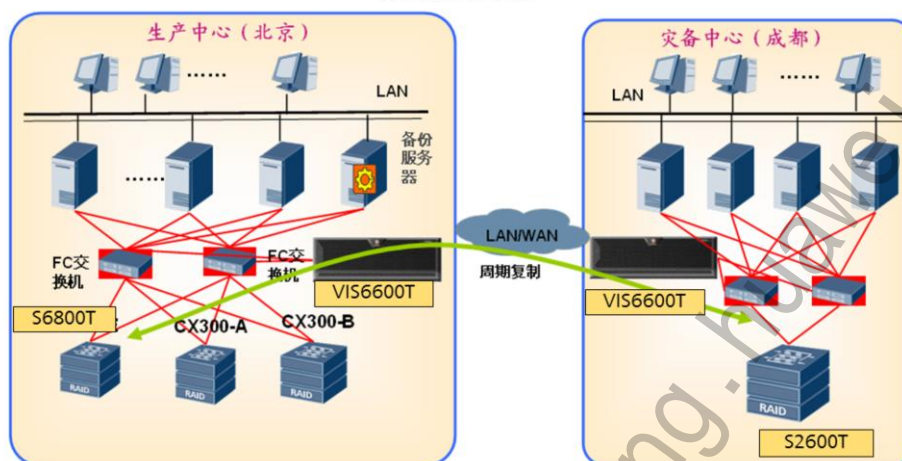 生产中心（北京）
灾备中心（成都）
……
……
LAN
LAN
备份
服务
器
……
FC交
换机
FC交
换机
LAN/WAN
周期复制
VIS6600T
VIS6600T
S6800T
CX300-A
CX300-B
RAID
RAID
RAID
RAID
S2600T